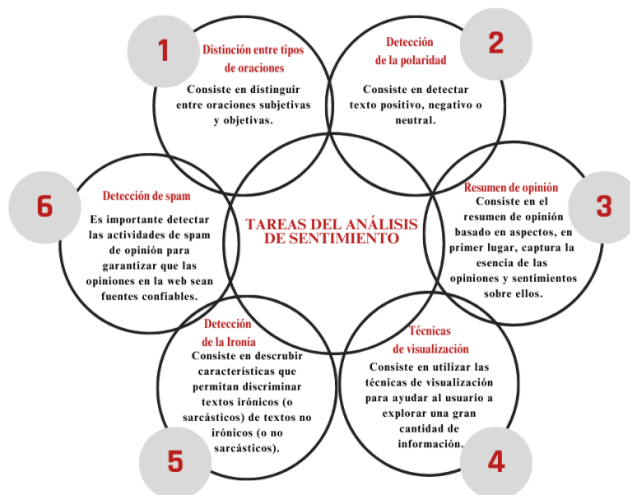 TAREAS DEL ANÁLISIS
DE SENTIMIENTO
1
Distinción entre tipos
de oraciones
Consiste en distinguir
entre oraciones subjetivas
y objetivas.
2
Detección
de la polaridad
Consiste en detectar
texto positivo, negativo o
neutral.
3
Resumen de opinión
Consiste en el
resumen de opinión
basado en aspectos, en
primer lugar, captura la
esencia de las
opiniones y sentimientos
sobre ellos.
4
Técnicas
de visualización
Consiste en utilizar las
técnicas de visualización
para ayudar al usuario a
explorar una gran
cantidad de
información.
5
Detección
de la Ironía
Consiste en descrubir
características que
permitan discriminar
textos irónicos (o
sarcásticos) de textos no
irónicos (o no
sarcásticos).
6
Detección de spam
Es importante detectar
las actividades de spam
de opinión para
garantizar que las
opiniones en la web sean
fuentes confiables.